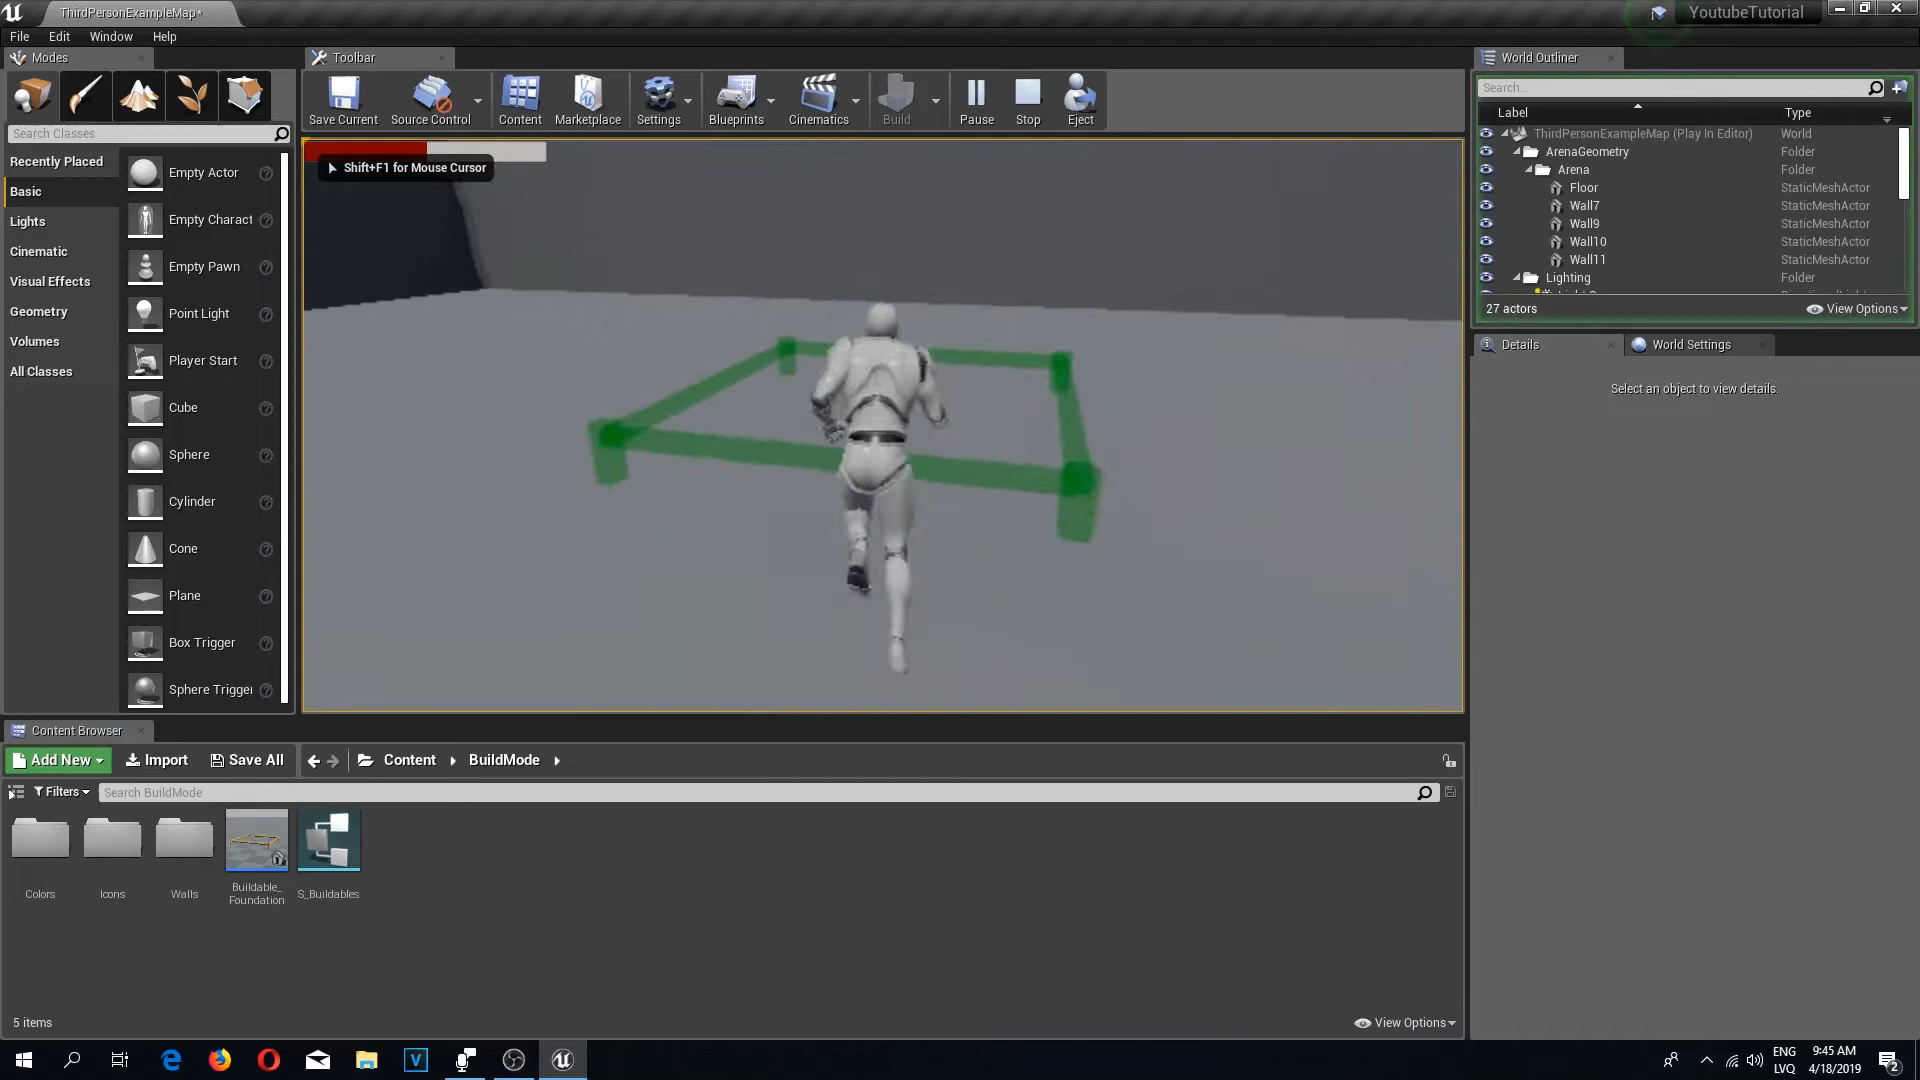 ThirdPersonExampleMap*
YoutubeTutorial
File Edit Window Help
Modes
Toolbar
World Outliner
Save Current
Source Control
Content
Marketplace
Settings
Blueprints
Cinematics
Build
Pause
Stop
Eject
Search...
Label Type
Search Classes
Recently Placed
Basic
Lights
Cinematic
Visual Effects
Geometry
Volumes
All Classes
Empty Actor
Empty Charact
Empty Pawn
Point Light
Player Start
Cube
Sphere
Cylinder
Cone
Plane
Box Trigger
Sphere Trigger
Shift+F1 for Mouse Cursor
ThirdPersonExampleMap (Play In Editor) World
ArenaGeometry Folder
Arena Folder
Floor StaticMeshActor
Wall7 StaticMeshActor
Wall9 StaticMeshActor
Wall10 StaticMeshActor
Wall11 StaticMeshActor
Lighting Folder
27 actors
View Options
Details
World Settings
Select an object to view details.
Content Browser
Add New Import Save All Content BuildMode
Filters Search BuildMode
Colors
Icons
Walls
Buildable_
Foundation
S_Buildables
5 items
View Options
ENG
LVQ
9:45 AM
4/18/2019
2